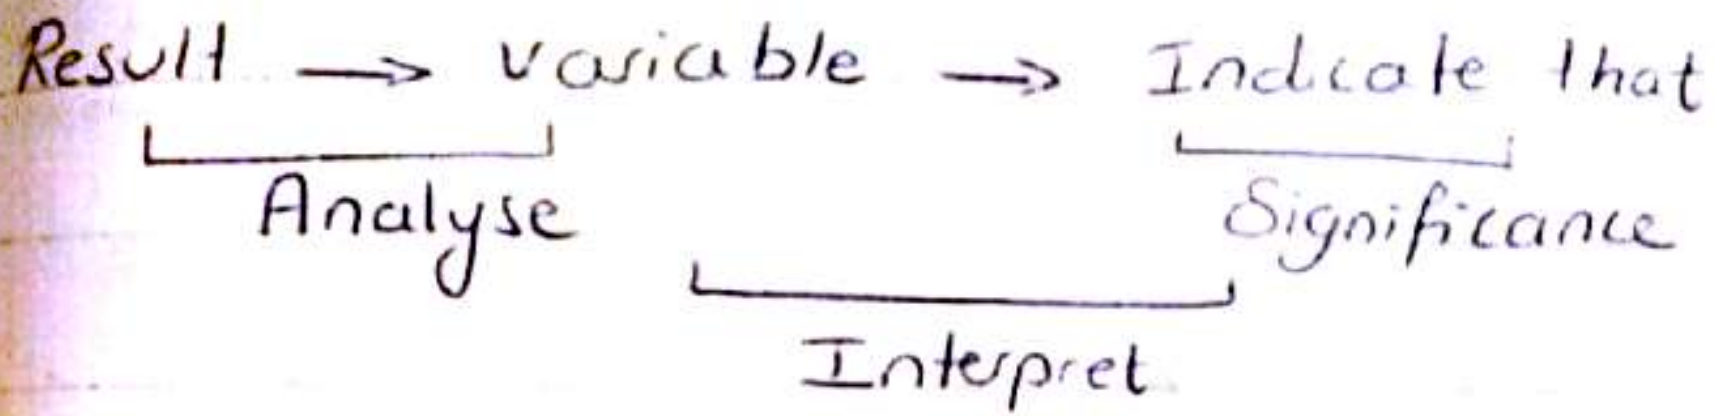 Result → variable → Indicate that
Analyse Significance
Interpret